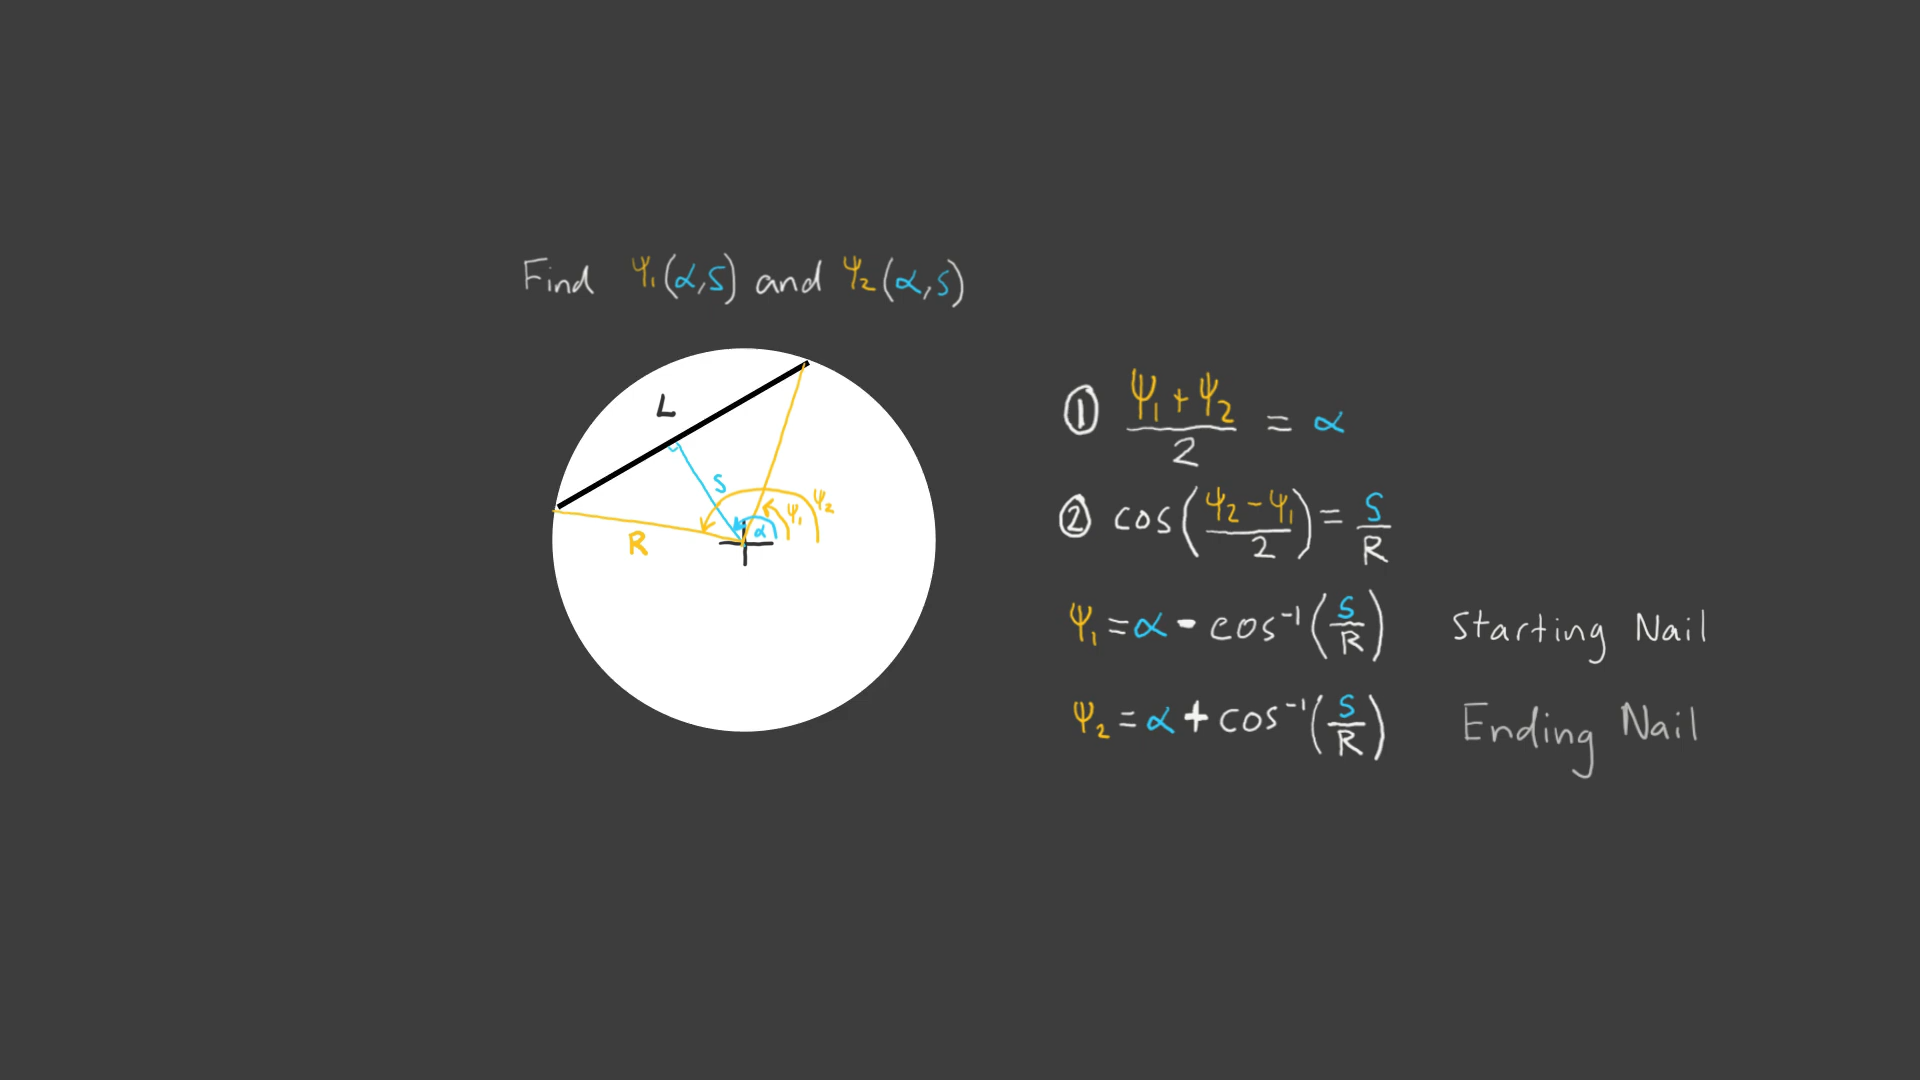 Find ψ₁(α,s) and ψ₂(α,s)
L
s
R
α
ψ₁
ψ₂
① (ψ₁ + ψ₂)/2 = α
② cos((ψ₂ - ψ₁)/2) = s/R
ψ₁ = α - cos⁻¹(s/R) Starting Nail
ψ₂ = α + cos⁻¹(s/R) Ending Nail